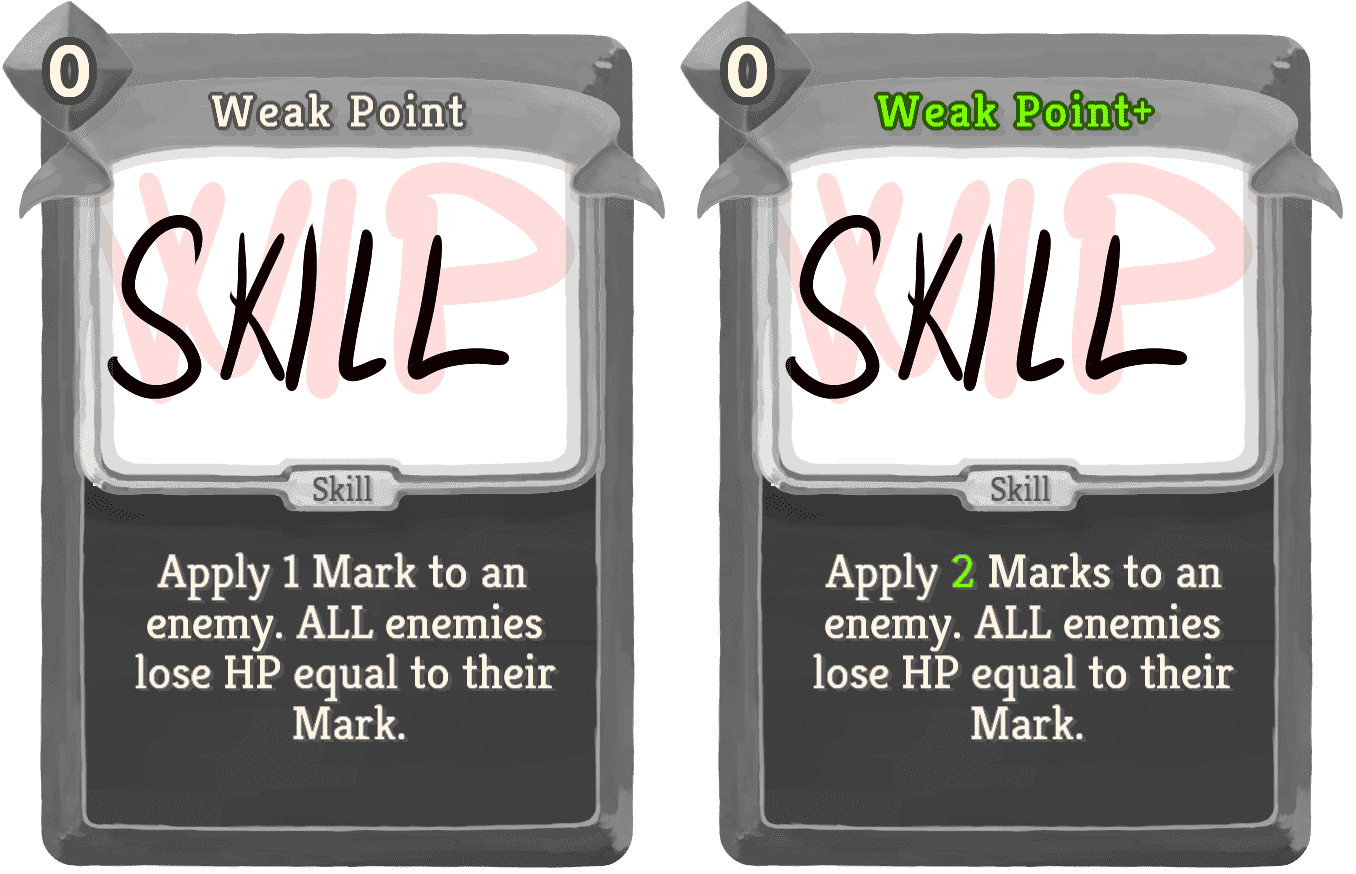 0
Weak Point
WIP
SKILL
Skill
Apply 1 Mark to an
enemy. ALL enemies
lose HP equal to their
Mark.
0
Weak Point+
WIP
SKILL
Skill
Apply 2 Marks to an
enemy. ALL enemies
lose HP equal to their
Mark.